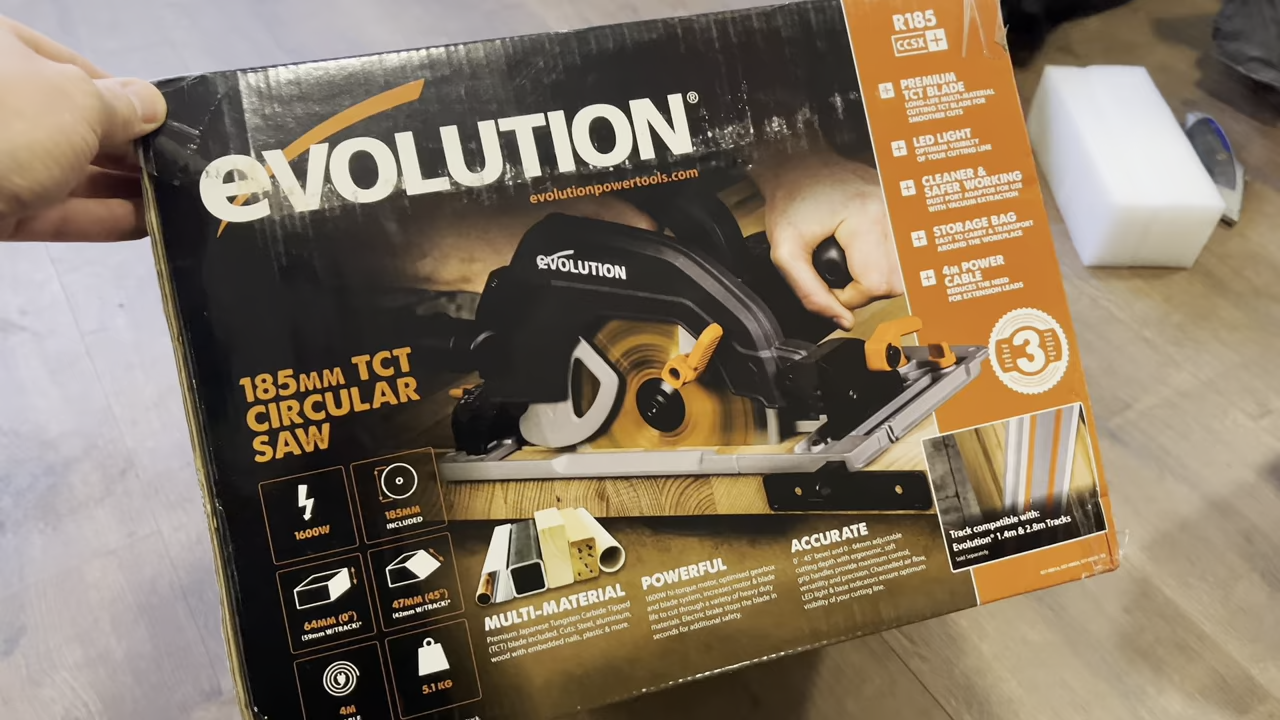 eVOLUTION®
evolutionpowertools.com
eVOLUTION
185MM TCT
CIRCULAR
SAW
1600W
185MM
INCLUDED
64MM (0°)
(59mm W/TRACK)*
47MM (45°)
(42mm W/TRACK)*
4M
5.1 KG
MULTI-MATERIAL
Premium Japanese Tungsten Carbide Tipped
(TCT) blade included. Cuts: Steel, aluminium,
wood with embedded nails, plastic & more.
POWERFUL
1600W hi-torque motor, optimised gearbox
and blade system, increases motor & blade
life to cut through a variety of heavy duty
materials. Electric brake stops the blade in
seconds for additional safety.
ACCURATE
0° - 45° bevel and 0 - 64mm adjustable
cutting depth with ergonomic, soft
grip handles provide maximum control,
versatility and precision. Channelled air flow,
LED light & base indicators ensure optimum
visibility of your cutting line.
R185
CCSX+
PREMIUM
TCT BLADE
LONG-LIFE MULTI-MATERIAL
CUTTING TCT BLADE FOR
SMOOTHER CUTS
LED LIGHT
OPTIMUM VISIBILTY
OF YOUR CUTTING LINE
CLEANER &
SAFER WORKING
DUST PORT ADAPTOR FOR USE
WITH VACUUM EXTRACTION
STORAGE BAG
EASY TO CARRY & TRANSPORT
AROUND THE WORKPLACE
4M POWER
CABLE
REDUCES THE NEED
FOR EXTENSION LEADS
3
Track compatible with:
Evolution® 1.4m & 2.8m Tracks
Sold Separately